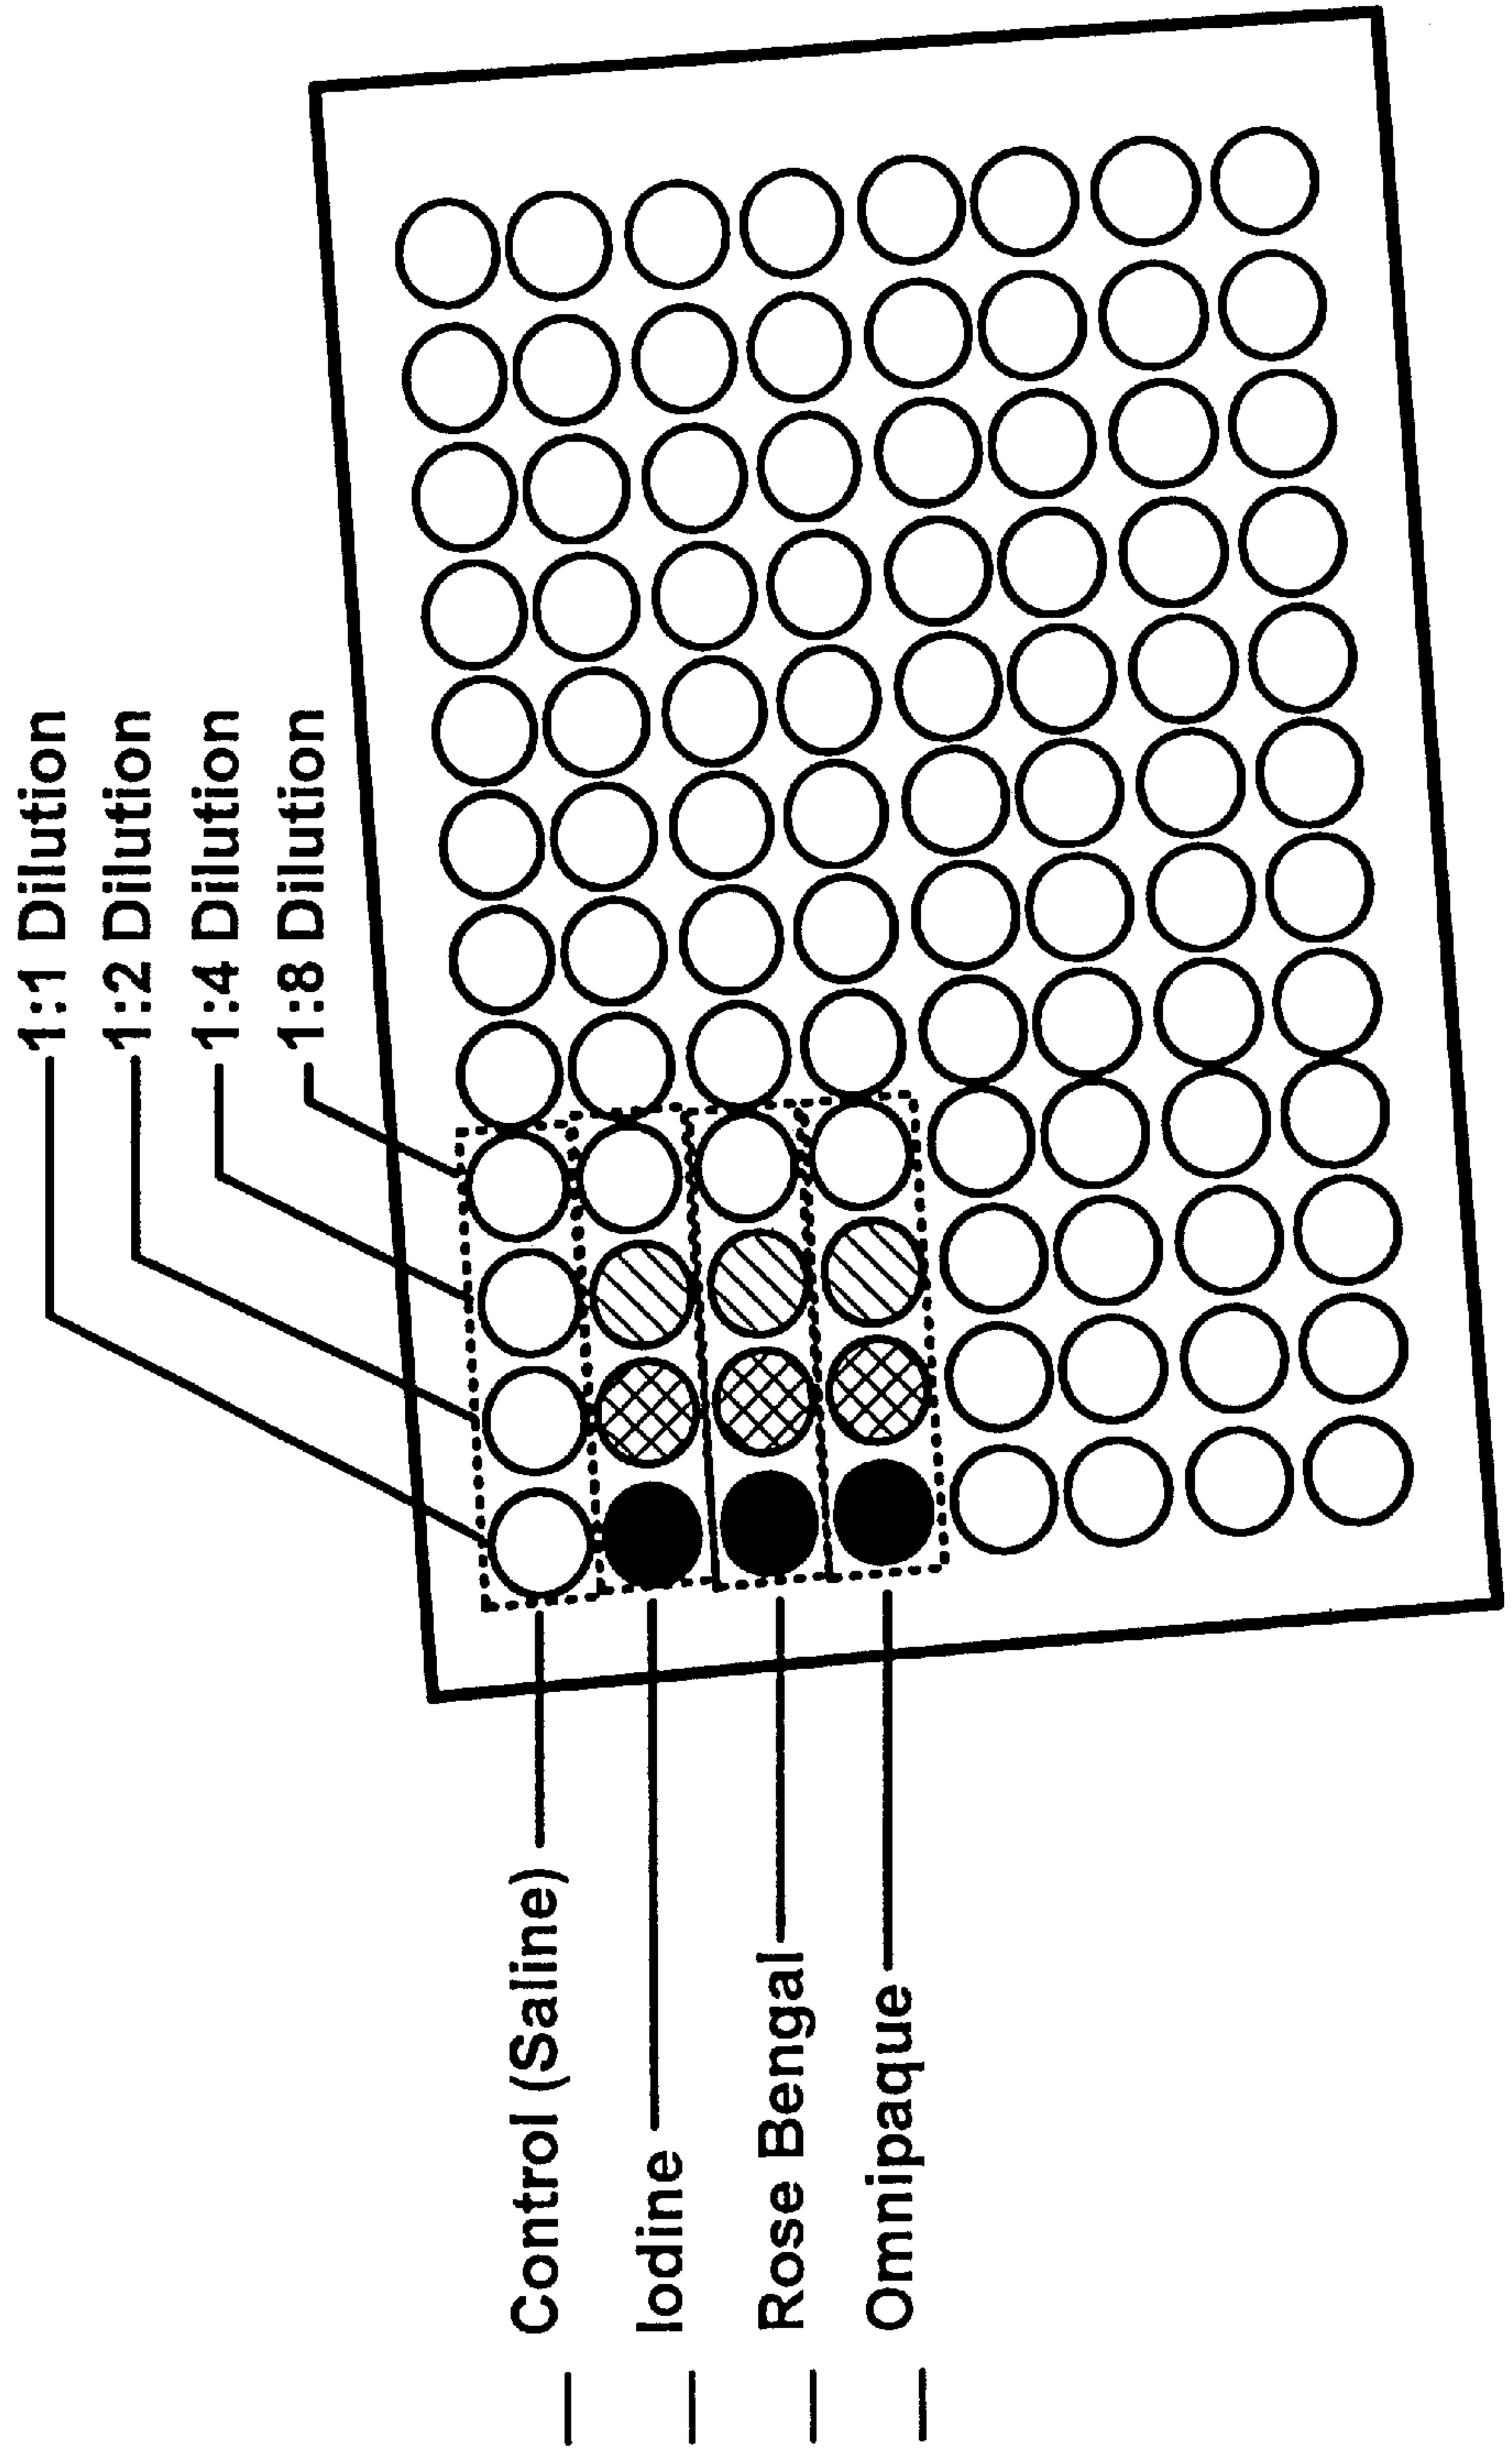 1:1 Dilution
1:2 Dilution
1:4 Dilution
1:8 Dilution
Control (Saline)
Iodine
Rose Bengal
Omnipaque